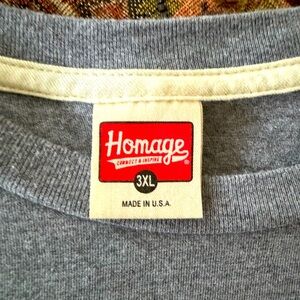 Homage
CONNECT & INSPIRE
®
3XL
MADE IN U.S.A.